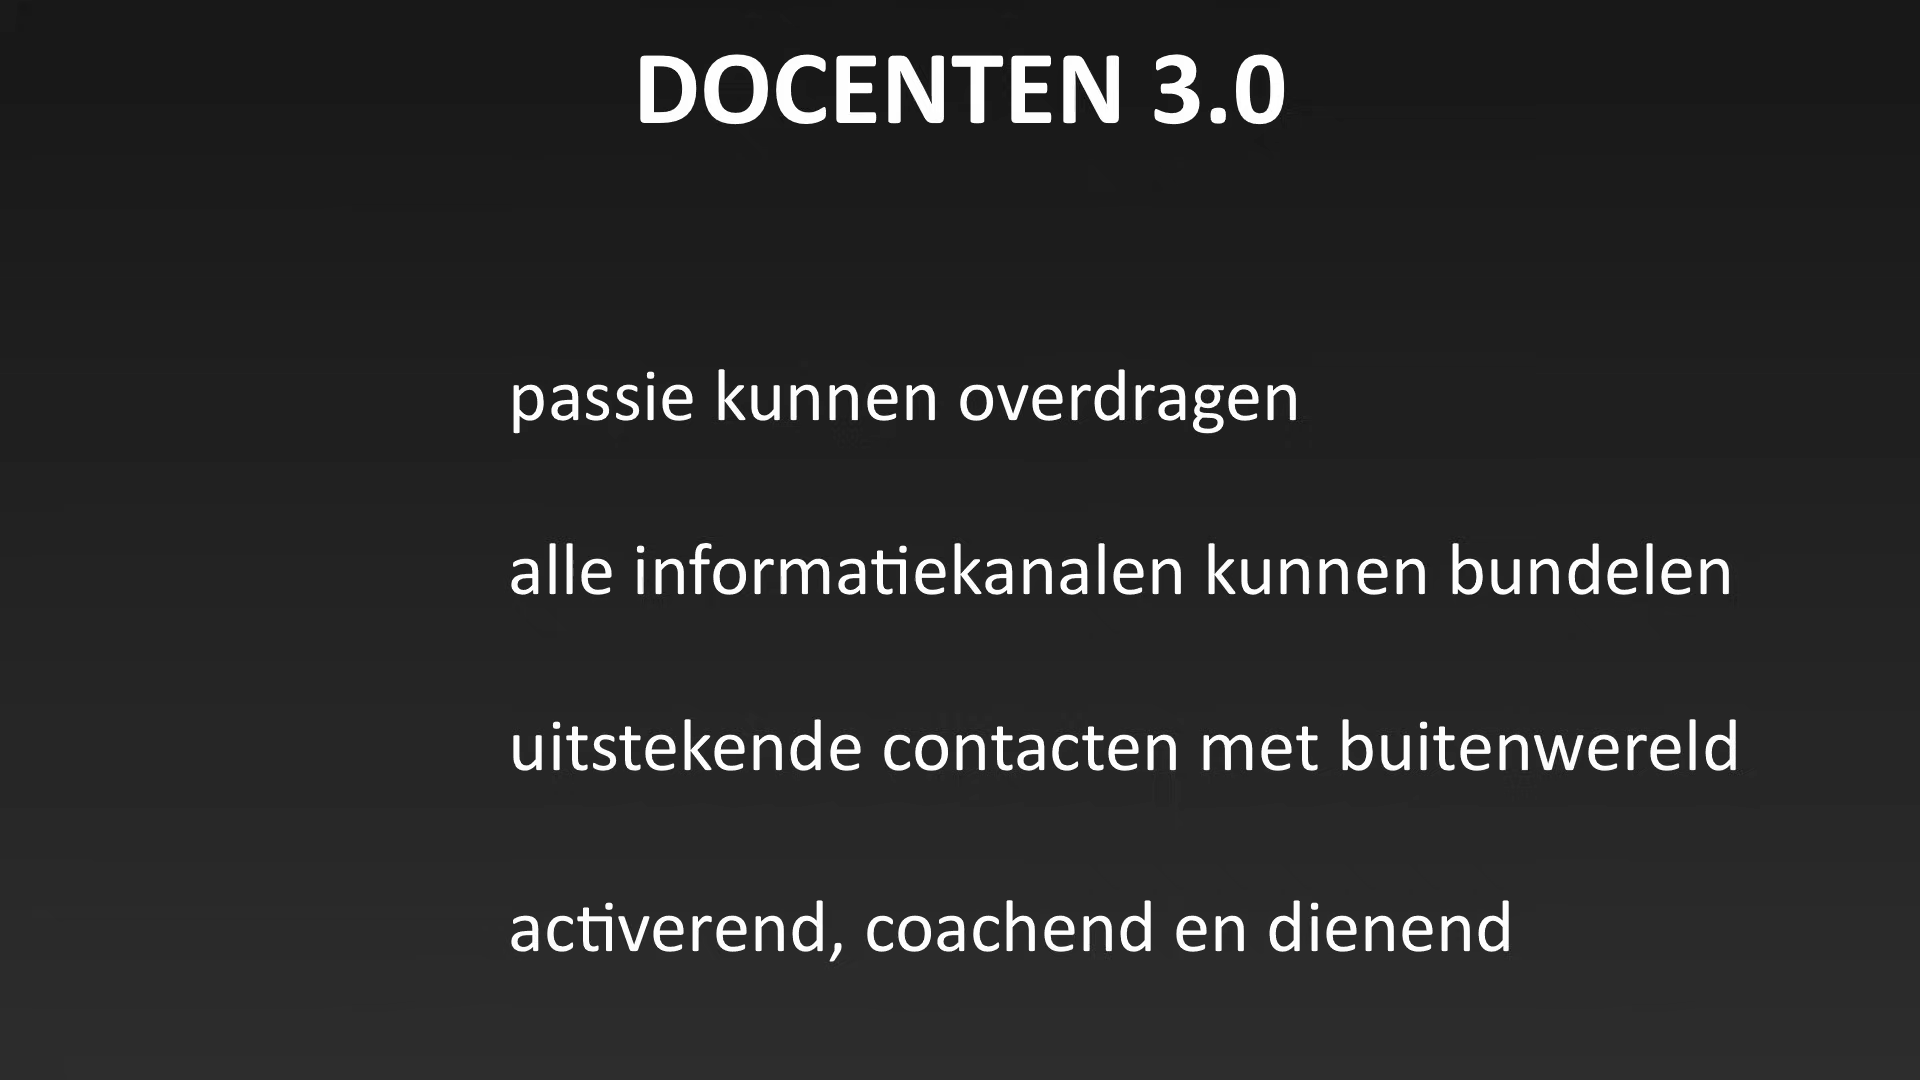 DOCENTEN 3.0
passie kunnen overdragen
alle informatiekanalen kunnen bundelen
uitstekende contacten met buitenwereld
activerend, coachend en dienend